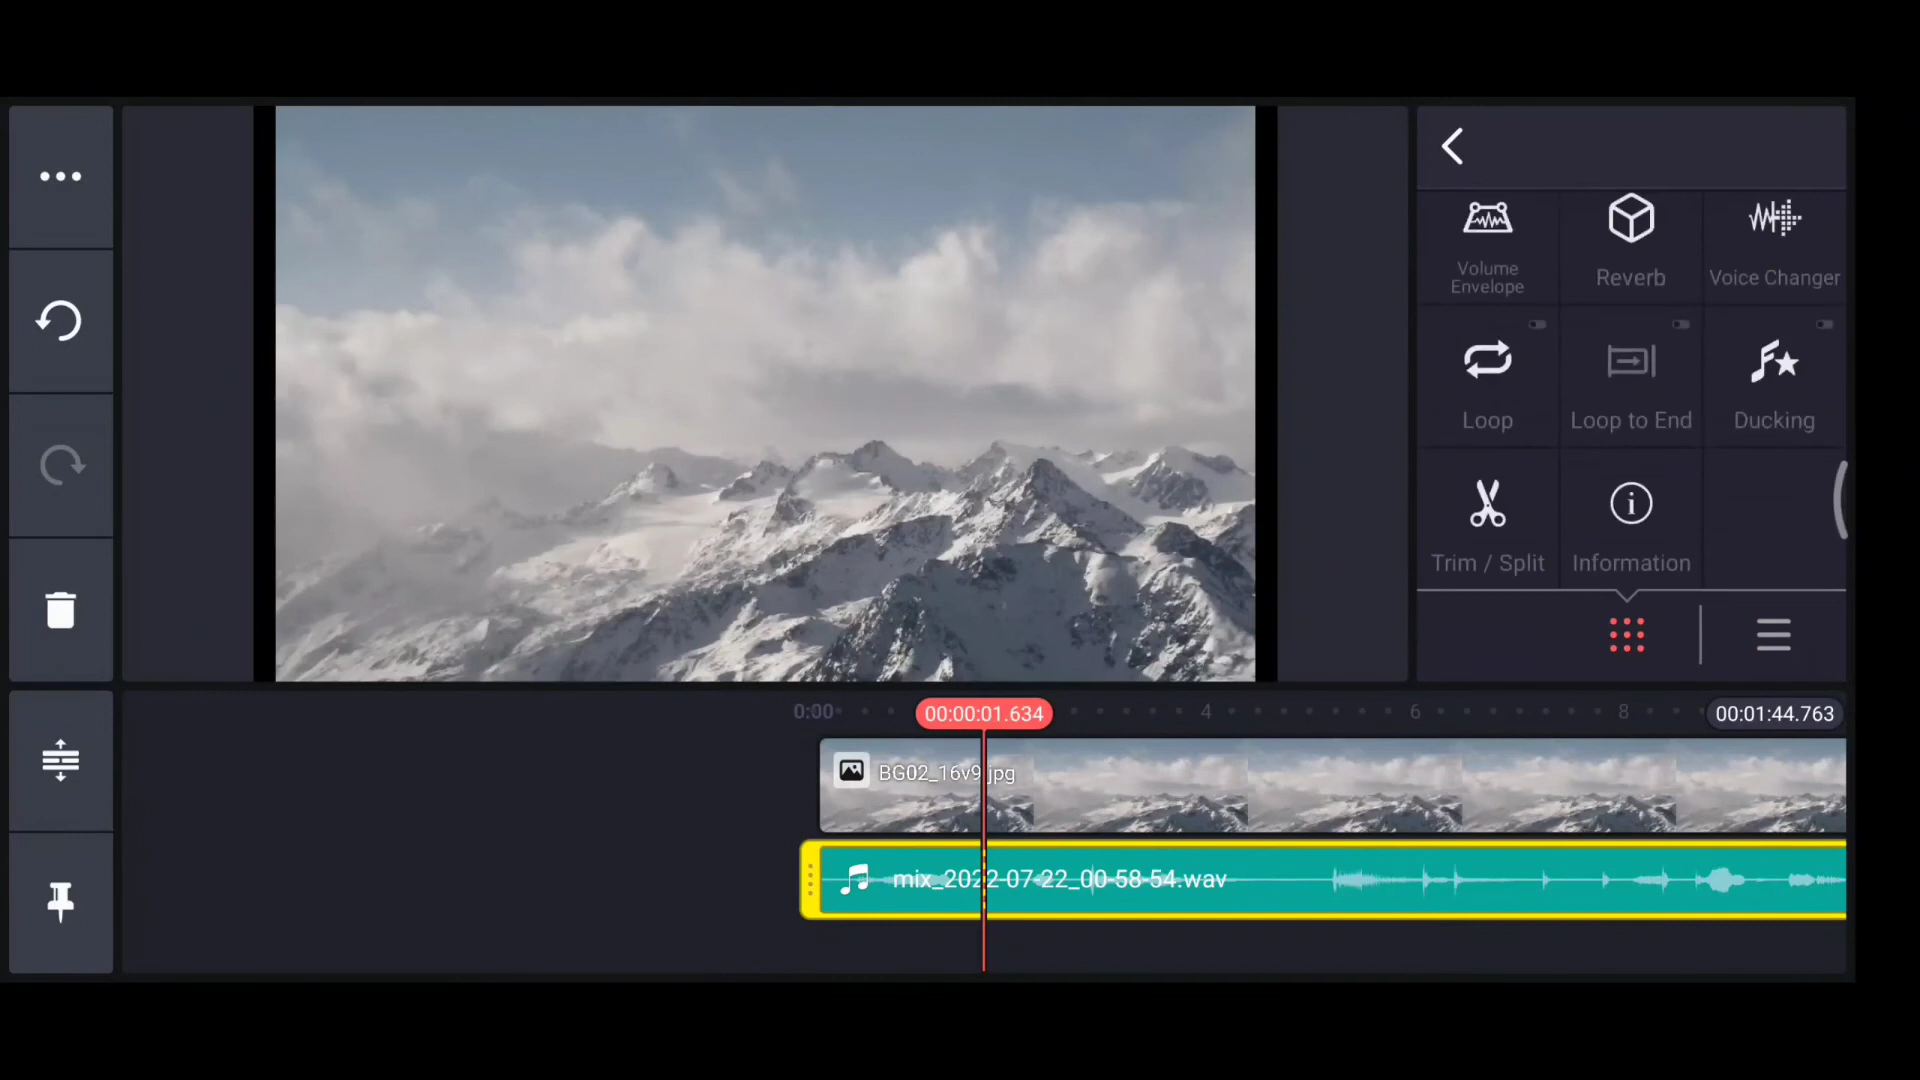 Volume
Envelope
Reverb
Voice Changer
Loop
Loop to End
Ducking
Trim / Split
Information
0:00
00:00:01.634
4
6
8
00:01:44.763
BG02_16v9.jpg
mix_2022-07-22_00-58-54.wav